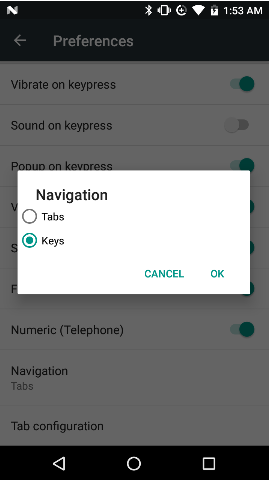 1:53 AM
Preferences
Vibrate on keypress
Sound on keypress
Popup on keypress
Navigation
Tabs
Keys
CANCEL OK
Numeric (Telephone)
Navigation
Tabs
Tab configuration